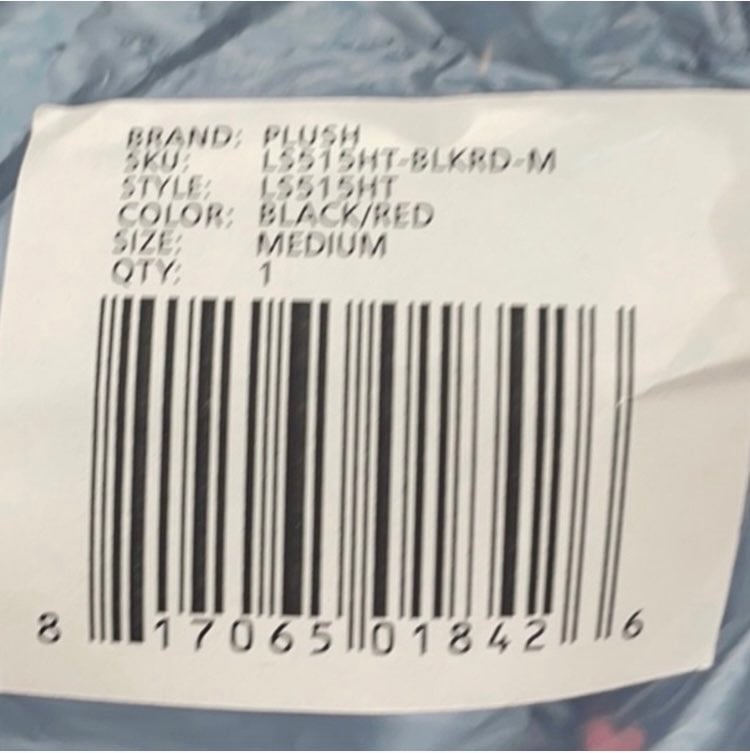 BRAND: PLUSH
SKU: LS515HT-BLKRD-M
STYLE: LS515HT
COLOR: BLACK/RED
SIZE: MEDIUM
QTY: 1
8 17065 01842 6